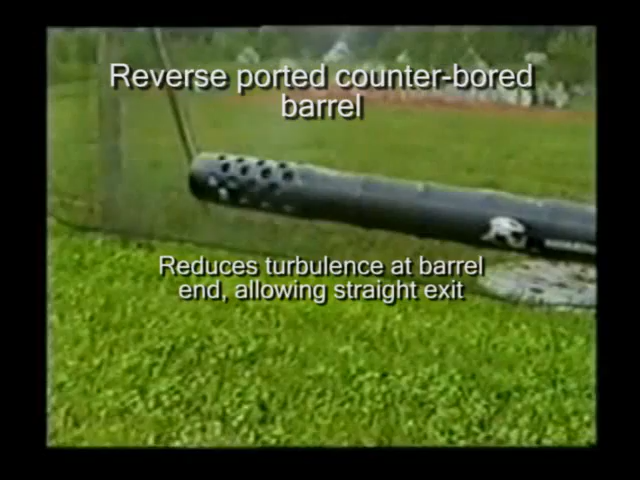 Reverse ported counter-bored
barrel
Reduces turbulence at barrel
end, allowing straight exit